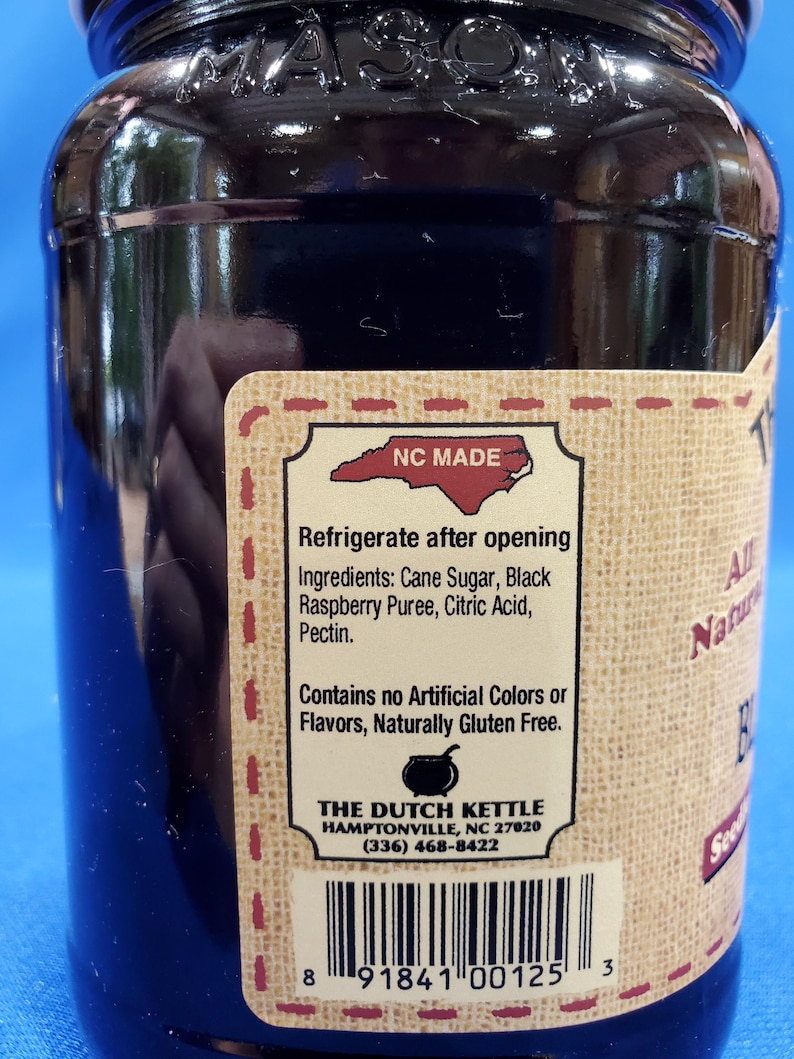 MASON
NC MADE
Refrigerate after opening
Ingredients: Cane Sugar, Black
Raspberry Puree, Citric Acid,
Pectin.
Contains no Artificial Colors or
Flavors, Naturally Gluten Free.
THE DUTCH KETTLE
HAMPTONVILLE, NC 27020
(336) 468-8422
8 91841 00125 3
All